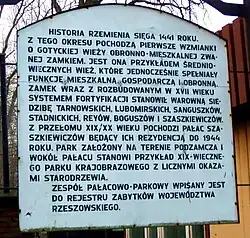 HISTORIA RZEMIENIA SIĘGA 1441 ROKU.
Z TEGO OKRESU POCHODZĄ PIERWSZE WZMIANKI
O GOTYCKIEJ WIEŻY OBRONNO-MIESZKALNEJ ZWA-
NEJ ZAMKIEM. JEST ONA PRZYKŁADEM ŚREDNIO-
WIECZNYCH WIEŻ, KTÓRE JEDNOCZEŚNIE SPEŁNIAŁY
FUNKCJĘ MIESZKALNĄ, GOSPODARCZĄ I OBRONNĄ.
ZAMEK WRAZ Z ROZBUDOWANYM W XVII WIEKU
SYSTEMEM FORTYFIKACJI STANOWIŁ WAROWNĄ SIE-
DZIBĘ TARNOWSKICH, LUBOMIRSKICH, SANGUSZKÓW,
STADNICKICH, REYÓW, BOGUSZÓW I SZASZKIEWICZÓW.
Z PRZEŁOMU XIX/XX WIEKU POCHODZI PAŁAC SZA-
SZKIEWICZÓW BĘDĄCY ICH REZYDENCJĄ DO 1944
ROKU. PARK ZAŁOŻONY NA TERENIE PODZAMCZA I
WOKÓŁ PAŁACU STANOWI PRZYKŁAD XIX-WIECZNE-
GO PARKU KRAJOBRAZOWEGO Z LICZNYMI OKAZA-
MI STARODRZEWIA.
ZESPÓŁ PAŁACOWO-PARKOWY WPISANY JEST
DO REJESTRU ZABYTKÓW WOJEWÓDZTWA
RZESZOWSKIEGO.